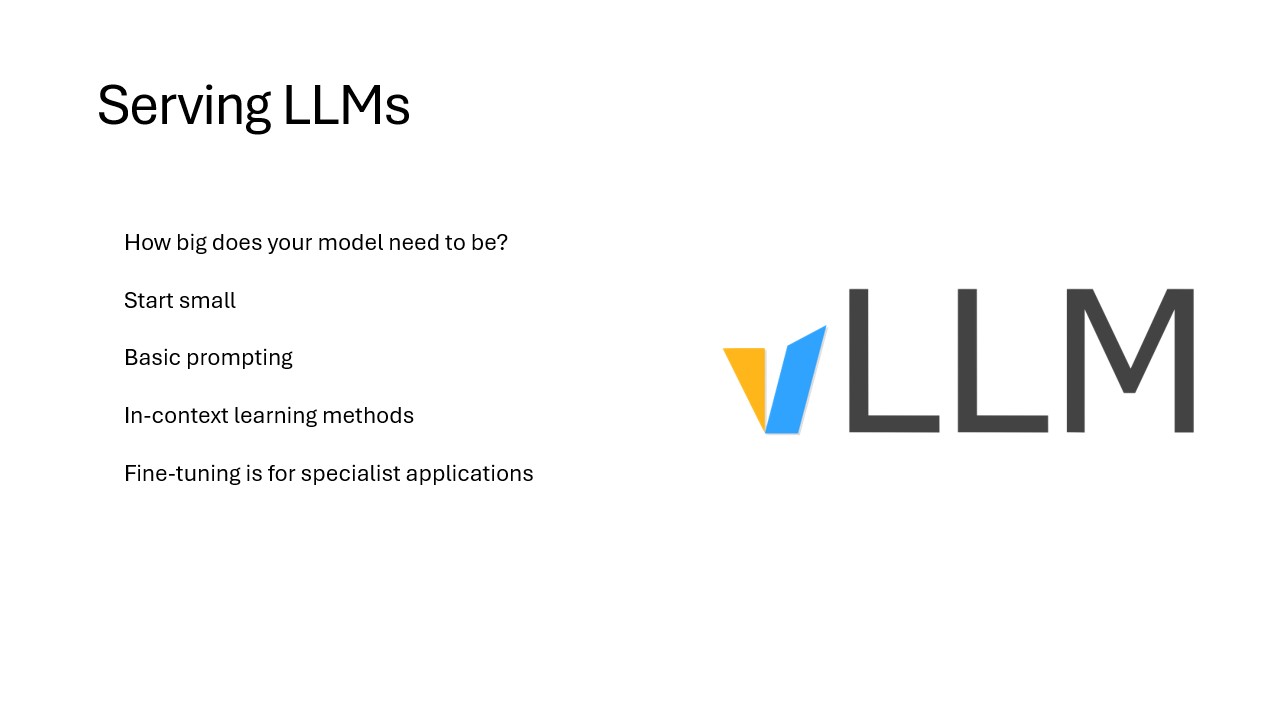 Serving LLMs
How big does your model need to be?
Start small
Basic prompting
In-context learning methods
Fine-tuning is for specialist applications
vLLM